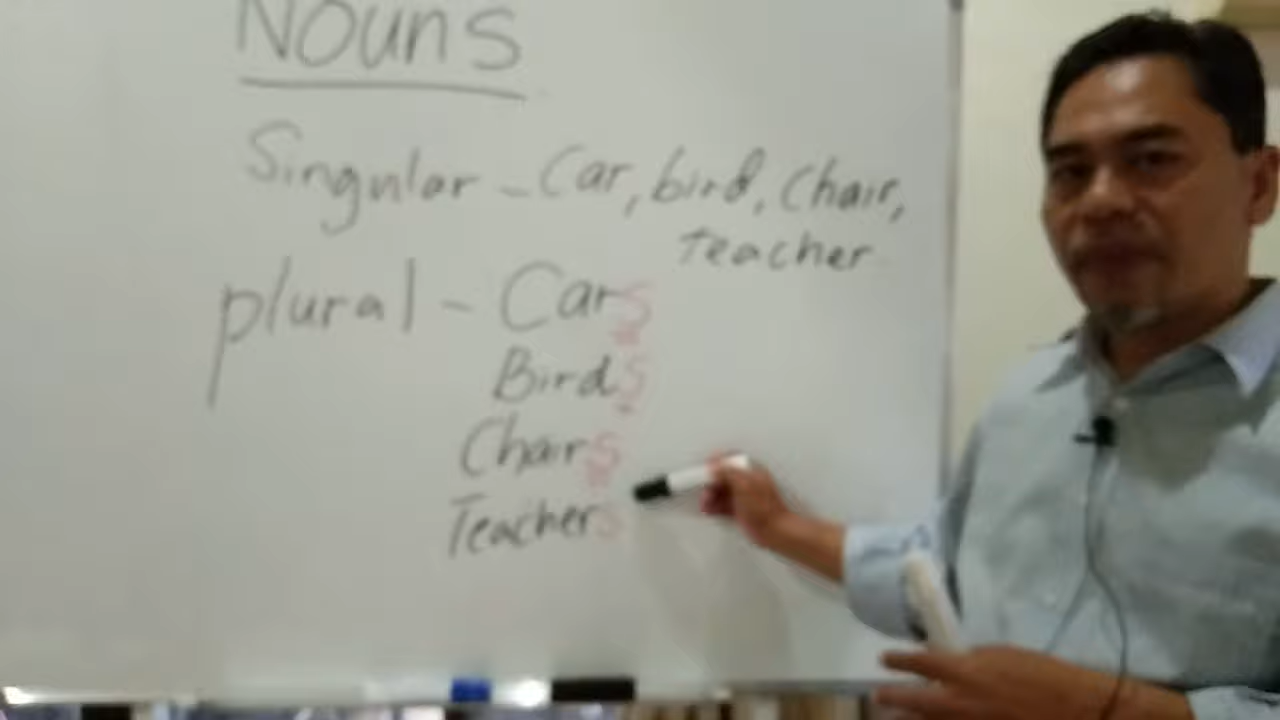 Nouns
Singular - Car, bird, Chair,
teacher
plural - Cars
Birds
Chairs
Teachers